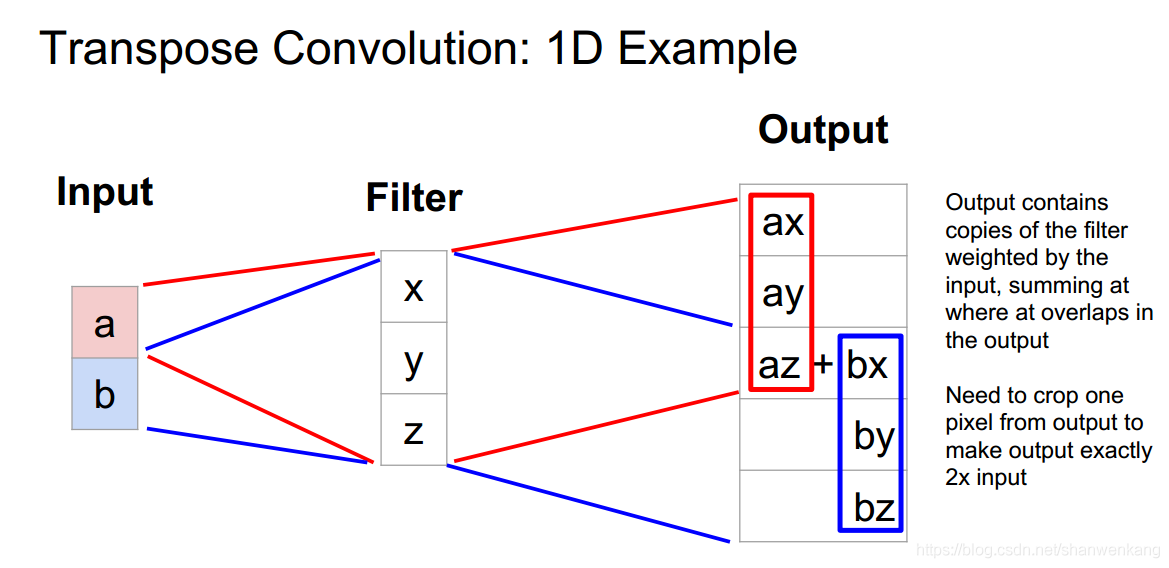 Transpose Convolution: 1D Example
Output
Input
Filter
a
b
x
y
z
ax
ay
az + bx
by
bz
Output contains
copies of the filter
weighted by the
input, summing at
where at overlaps in
the output
Need to crop one
pixel from output to
make output exactly
2x input
https://blog.csdn.net/shanwenkang